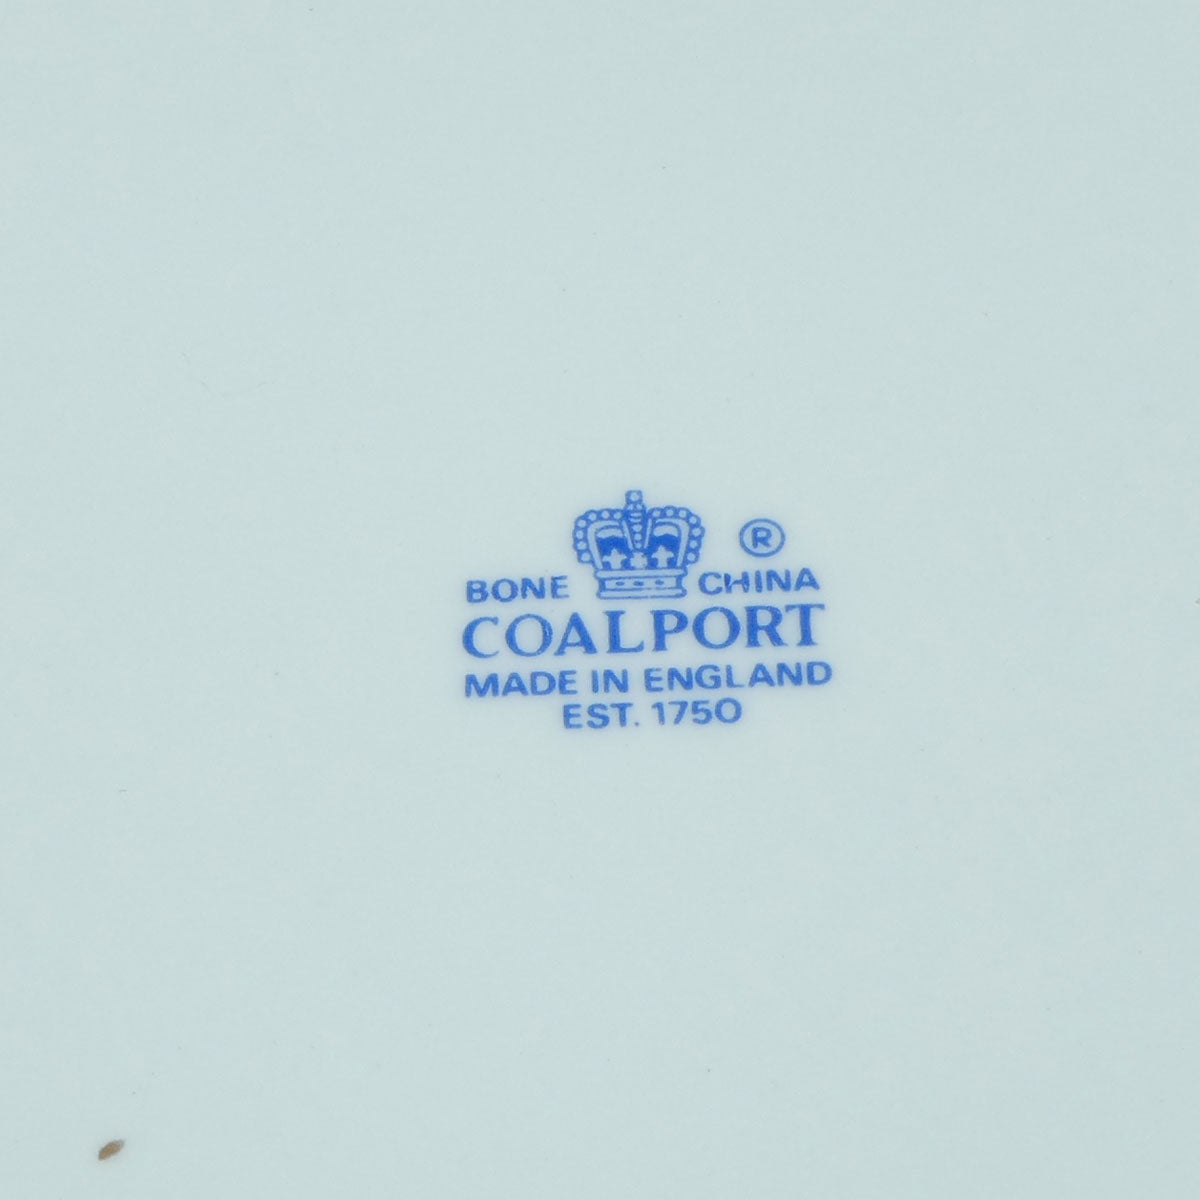 ®
BONE CHINA
COALPORT
MADE IN ENGLAND
EST. 1750